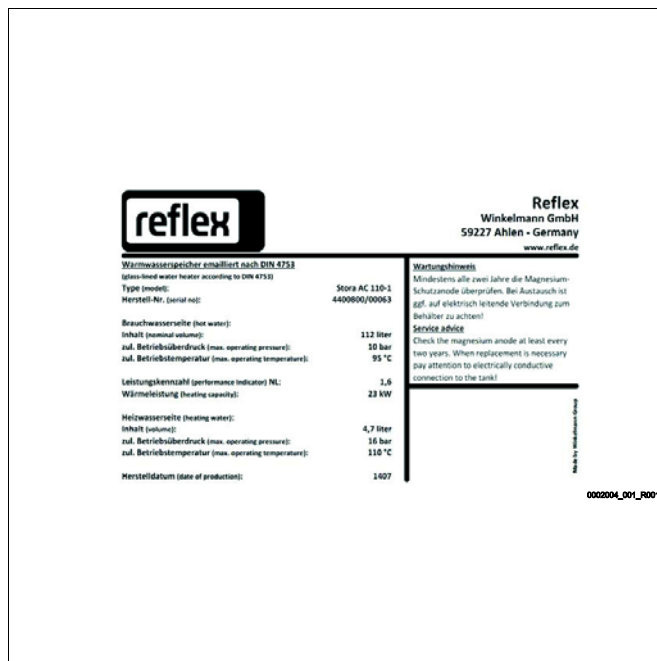 reflex
Reflex
Winkelmann GmbH
59227 Ahlen - Germany
www.reflex.de
Warmwasserspeicher emailliert nach DIN 4753
(glass-lined water heater according to DIN 4753)
Type (model): Stora AC 110-1
Herstell-Nr. (serial no): 4400800/00063
Brauchwasserseite (hot water):
Inhalt (nominal volume): 112 liter
zul. Betriebsüberdruck (max. operating pressure): 10 bar
zul. Betriebstemperatur (max. operating temperature): 95 °C
Leistungskennzahl (performance indicator) NL: 1,6
Wärmeleistung (heating capacity): 23 kW
Heizwasserseite (heating water):
Inhalt (volume): 4,7 liter
zul. Betriebsüberdruck (max. operating pressure): 16 bar
zul. Betriebstemperatur (max. operating temperature): 110 °C
Herstelldatum (date of production): 1407
Wartungshinweis
Mindestens alle zwei Jahre die Magnesium-
Schutzanode überprüfen. Bei Austausch ist
ggf. auf elektrisch leitende Verbindung zum
Behälter zu achten!
Service advice
Check the magnesium anode at least every
two years. When replacement is necessary
pay attention to electrically conductive
connection to the tank!
Made by Winkelmann Group
0002004_001_R001